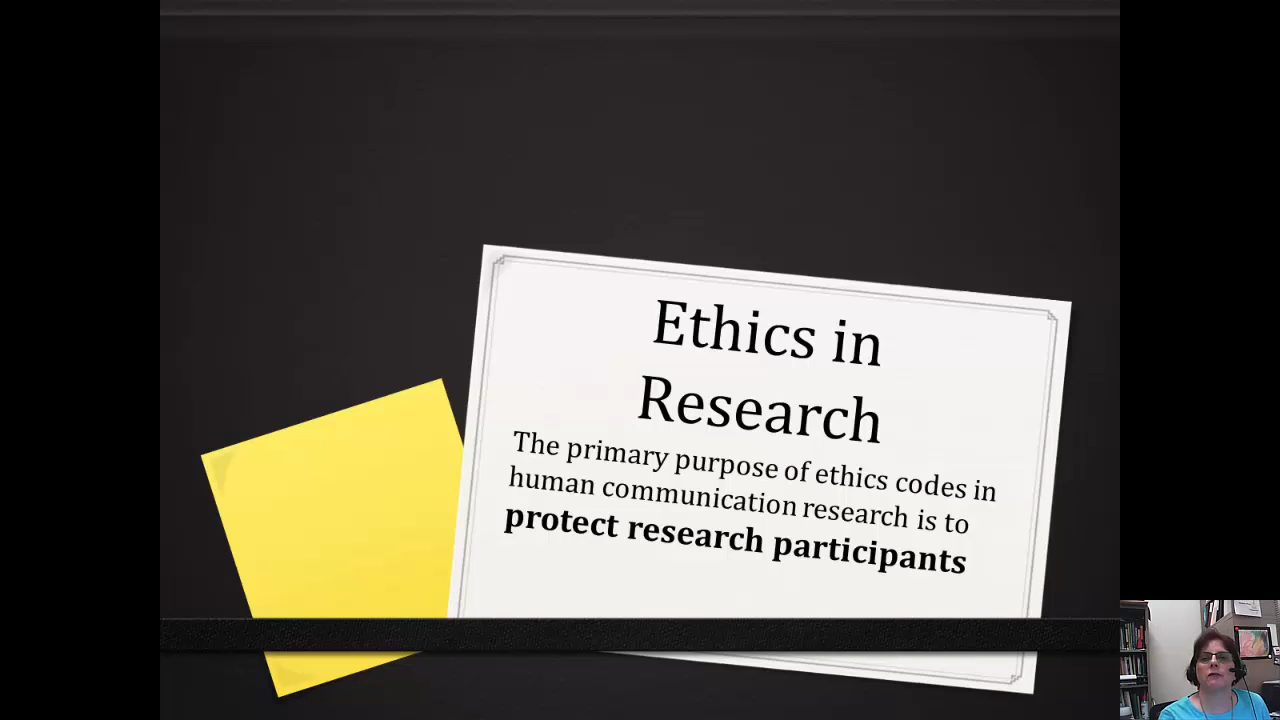 Ethics in
Research
The primary purpose of ethics codes in
human communication research is to
protect research participants